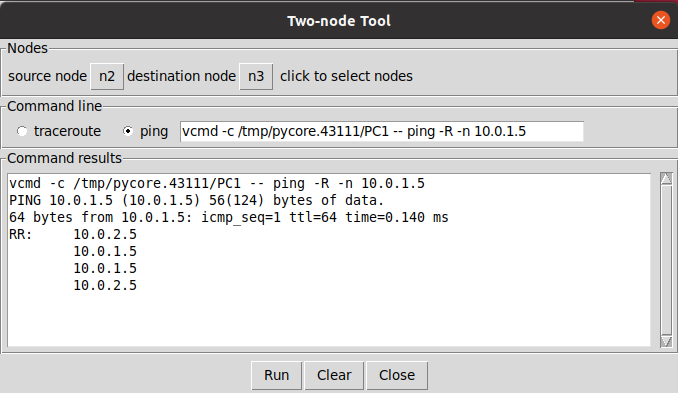 Two-node Tool
Nodes
source node n2 destination node n3 click to select nodes
Command line
traceroute ping vcmd -c /tmp/pycore.43111/PC1 -- ping -R -n 10.0.1.5
Command results
vcmd -c /tmp/pycore.43111/PC1 -- ping -R -n 10.0.1.5
PING 10.0.1.5 (10.0.1.5) 56(124) bytes of data.
64 bytes from 10.0.1.5: icmp_seq=1 ttl=64 time=0.140 ms
RR:     10.0.2.5
        10.0.1.5
        10.0.1.5
        10.0.2.5
Run Clear Close